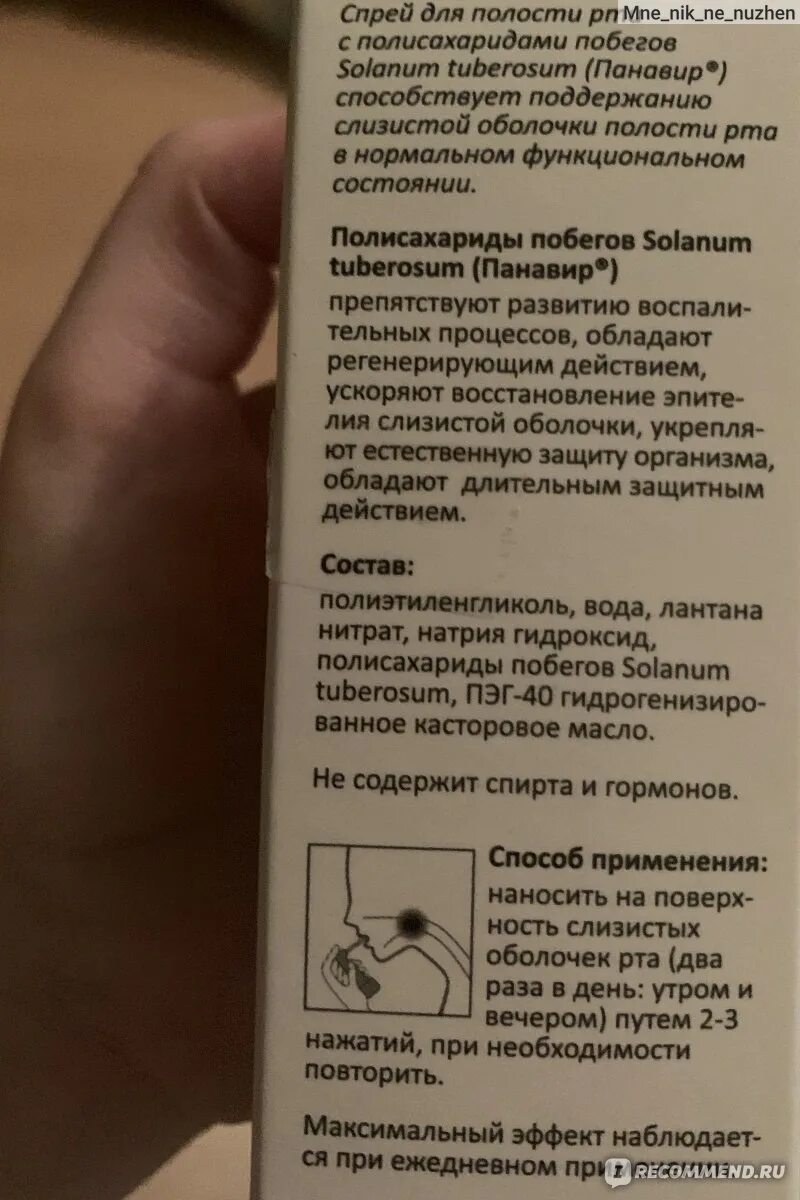 Mne_nik_ne_nuzhen
Спрей для полости рта
с полисахаридами побегов
Solanum tuberosum (Панавир®)
способствует поддержанию
слизистой оболочки полости рта
в нормальном функциональном
состоянии.
Полисахариды побегов Solanum
tuberosum (Панавир®)
препятствуют развитию воспали-
тельных процессов, обладают
регенерирующим действием,
ускоряют восстановление эпите-
лия слизистой оболочки, укрепля-
ют естественную защиту организма,
обладают длительным защитным
действием.
Состав:
полиэтиленгликоль, вода, лантана
нитрат, натрия гидроксид,
полисахариды побегов Solanum
tuberosum, ПЭГ-40 гидрогенизиро-
ванное касторовое масло.
Не содержит спирта и гормонов.
Способ применения:
наносить на поверх-
ность слизистых
оболочек рта (два
раза в день: утром и
вечером) путем 2-3
нажатий, при необходимости
повторить.
Максимальный эффект наблюдает-
ся при ежедневном
RECOMMEND.RU